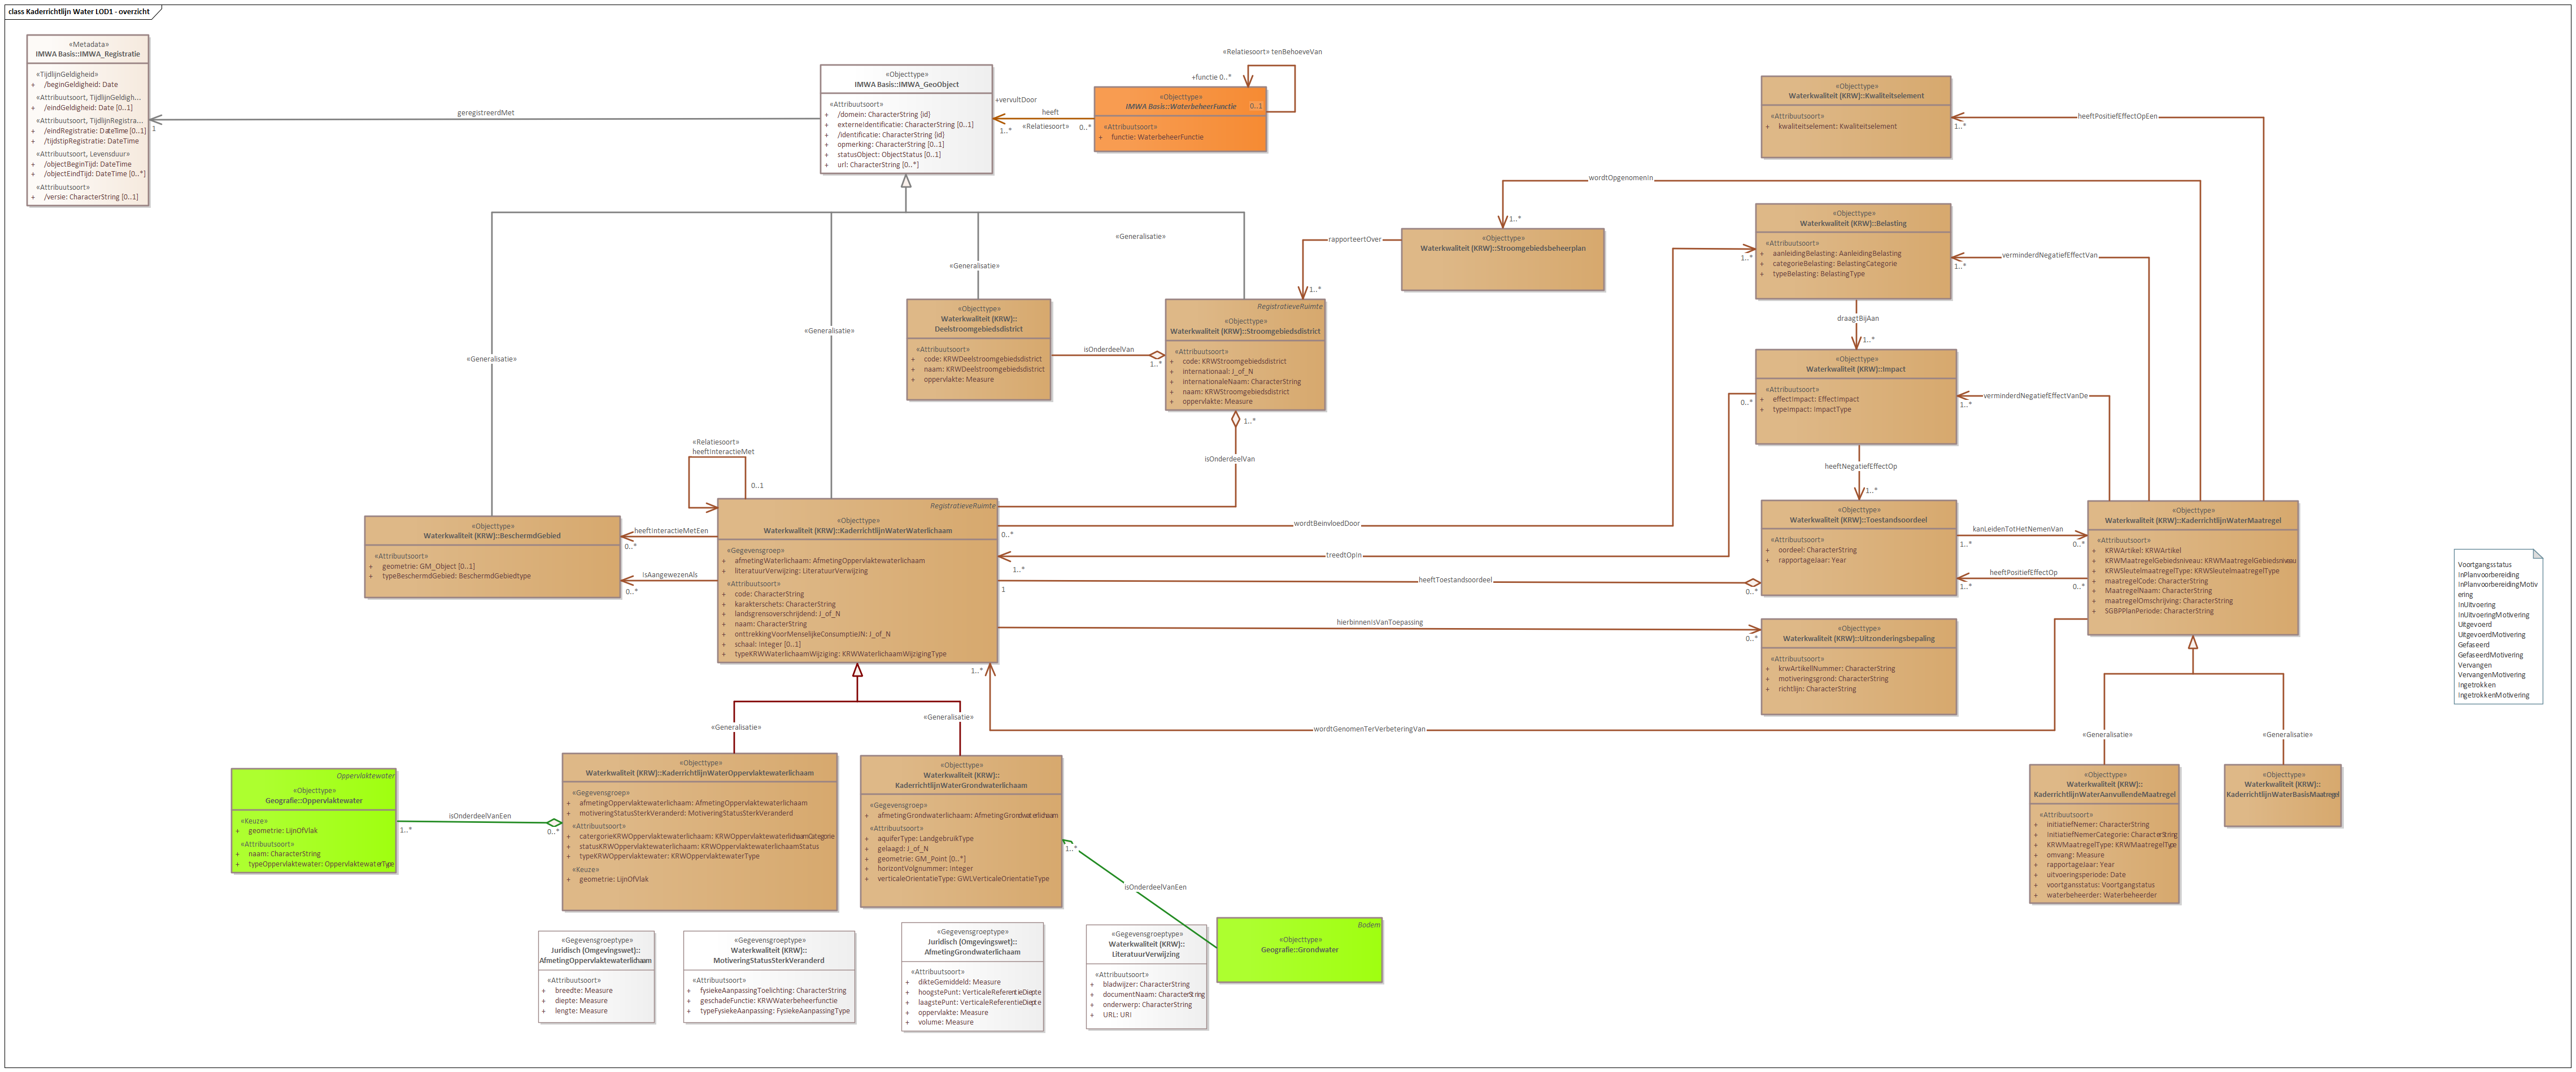 class Kaderrichtlijn Water LOD1 - overzicht
«Metadata»
IMWA Basis::IMWA_Registratie
«TijdlijnGeldigheid»
+ /beginGeldigheid: Date
«Attribuutsoort, TijdlijnGeldigh...
+ /eindGeldigheid: Date [0..1]
«Attribuutsoort, TijdlijnRegistra...
+ /eindRegistratie: DateTime [0..1]
+ /tijdstipRegistratie: DateTime
«Attribuutsoort, Levensduur»
+ /objectBeginTijd: DateTime
+ /objectEindTijd: DateTime [0..*]
«Attribuutsoort»
+ /versie: CharacterString [0..1]
1
geregistreerdMet
«Objecttype»
IMWA Basis::IMWA_GeoObject
«Attribuutsoort»
+ /domein: CharacterString {id}
+ externeidentificatie: CharacterString [0..1]
+ /identificatie: CharacterString {id}
+ opmerking: CharacterString [0..1]
+ statusObject: ObjectStatus [0..1]
+ url: CharacterString [0..*]
+vervultDoor
1..*
heeft
«Relatiesoort»
0..*
«Relatiesoort» tenBehoeveVan
+functie 0..*
0..1
«Objecttype»
IMWA Basis::WaterbeheerFunctie
«Attribuutsoort»
+ functie: WaterbeheerFunctie
«Objecttype»
Waterkwaliteit (KRW)::Kwaliteitselement
«Attribuutsoort»
+ kwaliteitselement: Kwaliteitselement
1..*
heeftPositiefEffectOpEen
wordtOpgenomenIn
1..*
«Objecttype»
Waterkwaliteit (KRW)::Stroomgebiedsbeheerplan
rapporteertOver
1..*
«Objecttype»
Waterkwaliteit (KRW)::Belasting
«Attribuutsoort»
+ aanleidingBelasting: AanleidingBelasting
+ categorieBelasting: BelastingCategorie
+ typeBelasting: BelastingType
1..*
1..*
verminderdNegatiefEffectVan
draagtBijAan
1..*
«Generalisatie»
«Generalisatie»
«Generalisatie»
«Generalisatie»
«Objecttype»
Waterkwaliteit (KRW)::
Deelstroomgebiedsdistrict
«Attribuutsoort»
+ code: KRWDeelstroomgebiedsdistrict
+ naam: KRWDeelstroomgebiedsdistrict
+ oppervlakte: Measure
isOnderdeelVan
1..*
RegistratieveRuimte
«Objecttype»
Waterkwaliteit (KRW)::Stroomgebiedsdistrict
«Attribuutsoort»
+ code: KRWStroomgebiedsdistrict
+ internationaal: J_of_N
+ internationaleNaam: CharacterString
+ naam: KRWStroomgebiedsdistrict
+ oppervlakte: Measure
1..*
isOnderdeelVan
«Objecttype»
Waterkwaliteit (KRW)::Impact
«Attribuutsoort»
+ effectImpact: EffectImpact
+ typeImpact: ImpactType
0..*
1..*
verminderdNegatiefEffectVanDe
heeftNegatiefEffectOp
1..*
«Relatiesoort»
heeftInteractieMet
0..1
«Objecttype»
Waterkwaliteit (KRW)::BeschermdGebied
«Attribuutsoort»
+ geometrie: GM_Object [0..1]
+ typeBeschermdGebied: BeschermdGebiedtype
heeftInteractieMetEen
0..*
IsAangewezenAls
0..*
RegistratieveRuimte
«Objecttype»
Waterkwaliteit (KRW)::KaderrichtlijnWaterWaterlichaam
«Gegevensgroep»
+ afmetingWaterlichaam: AfmetingOppervlaktewaterlichaam
+ literatuurVerwijzing: LiteratuurVerwijzing
«Attribuutsoort»
+ code: CharacterString
+ karakterschets: CharacterString
+ landsgrensoverschrijdend: J_of_N
+ naam: CharacterString
+ onttrekkingVoorMenselijkeConsumptieJN: J_of_N
+ schaal: Integer [0..1]
+ typeKRWWaterlichaamWijziging: KRWWaterlichaamWijzigingType
0..*
wordtBeinvloedDoor
1..*
treedtOpIn
1
heeftToestandsoordeel
0..*
hierbinnenIsVanToepassing
0..*
1..*
wordtGenomenTerVerbeteringVan
«Objecttype»
Waterkwaliteit (KRW)::Toestandsoordeel
«Attribuutsoort»
+ oordeel: CharacterString
+ rapportageJaar: Year
kanLeidenTotHetNemenVan
1..*
0..*
heeftPositiefEffectOp
1..*
0..*
«Objecttype»
Waterkwaliteit (KRW)::Uitzonderingsbepaling
«Attribuutsoort»
+ krwArtikelNummer: CharacterString
+ motiveringsgrond: CharacterString
+ richtlijn: CharacterString
«Objecttype»
Waterkwaliteit (KRW)::KaderrichtlijnWaterMaatregel
«Attribuutsoort»
+ KRWArtikel: KRWArtikel
+ KRWMaatregelGebiedsniveau: KRWMaatregelGebiedsniveau
+ KRWSleutelmaatregelType: KRWSleutelmaatregelType
+ maatregelCode: CharacterString
+ MaatregelNaam: CharacterString
+ maatregelOmschrijving: CharacterString
+ SGBPPlanPeriode: CharacterString
Voortgangsstatus
InPlanvoorbereiding
InPlanvoorbereidingMotiv
ering
InUitvoering
InUitvoeringMotivering
Uitgevoerd
UitgevoerdMotivering
Gefaseerd
GefaseerdMotivering
Vervangen
VervangenMotivering
Ingetrokken
IngetrokkenMotivering
«Generalisatie»
«Generalisatie»
«Generalisatie»
«Generalisatie»
Oppervlaktewater
«Objecttype»
Geografie::Oppervlaktewater
«Keuze»
+ geometrie: LijnOfVlak
«Attribuutsoort»
+ naam: CharacterString
+ typeOppervlaktewater: OppervlaktewaterType
1..*
isOnderdeelVanEen
0..*
«Objecttype»
Waterkwaliteit (KRW)::KaderrichtlijnWaterOppervlaktewaterlichaam
«Gegevensgroep»
+ afmetingOppervlaktewaterlichaam: AfmetingOppervlaktewaterlichaam
+ motiveringStatusSterkVeranderd: MotiveringStatusSterkVeranderd
«Attribuutsoort»
+ catergorieKRWOppervlaktewaterlichaam: KRWOppervlaktewaterlichaamCategorie
+ statusKRWOppervlaktewaterlichaam: KRWOppervlaktewaterlichaamStatus
+ typeKRWOppervlaktewater: KRWOppervlaktewaterType
«Keuze»
+ geometrie: LijnOfVlak
«Objecttype»
Waterkwaliteit (KRW)::
KaderrichtlijnWaterGrondwaterlichaam
«Gegevensgroep»
+ afmetingGrondwaterlichaam: AfmetingGrondwaterlichaam
«Attribuutsoort»
+ aquiferType: LandgebruikType
+ gelaagd: J_of_N
+ geometrie: GM_Point [0..*]
+ horizontVolgnummer: Integer
+ verticaleOrientatieType: GWLVerticaleOrientatieType
1..*
isOnderdeelVanEen
Bodem
«Objecttype»
Geografie::Grondwater
«Objecttype»
Waterkwaliteit (KRW)::
KaderrichtlijnWaterAanvullendeMaatregel
«Attribuutsoort»
+ initiatiefNemer: CharacterString
+ InitiatiefNemerCategorie: CharacterString
+ KRWMaatregelType: KRWMaatregelType
+ omvang: Measure
+ rapportageJaar: Year
+ uitvoeringsperiode: Date
+ voortgansstatus: Voortgangstatus
+ waterbeheerder: Waterbeheerder
«Objecttype»
Waterkwaliteit (KRW)::
KaderrichtlijnWaterBasisMaatregel
«Gegevensgroeptype»
Juridisch (Omgevingswet)::
AfmetingOppervlaktewaterlichaam
«Attribuutsoort»
+ breedte: Measure
+ diepte: Measure
+ lengte: Measure
«Gegevensgroeptype»
Waterkwaliteit (KRW)::
MotiveringStatusSterkVeranderd
«Attribuutsoort»
+ fysiekeAanpassingToelichting: CharacterString
+ geschadeFunctie: KRWWaterbeheerfunctie
+ typeFysiekeAanpassing: FysiekeAanpassingType
«Gegevensgroeptype»
Juridisch (Omgevingswet)::
AfmetingGrondwaterlichaam
«Attribuutsoort»
+ dikteGemiddeld: Measure
+ hoogstePunt: VerticaleReferentieDiepte
+ laagstePunt: VerticaleReferentieDiepte
+ oppervlakte: Measure
+ volume: Measure
«Gegevensgroeptype»
Waterkwaliteit (KRW)::
LiteratuurVerwijzing
«Attribuutsoort»
+ bladwijzer: CharacterString
+ documentNaam: CharacterString
+ onderwerp: CharacterString
+ URL: URI